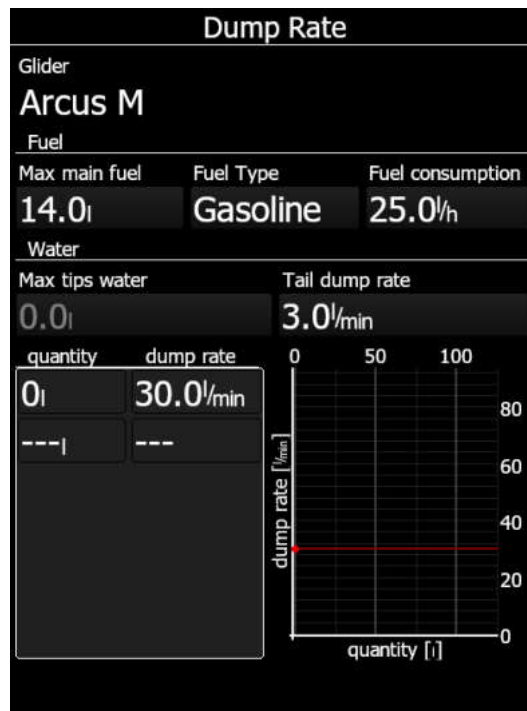 Dump Rate
Glider
Arcus M
Fuel
Max main fuel Fuel Type Fuel consumption
14.0l Gasoline 25.0l/h
Water
Max tips water Tail dump rate
0.0l 3.0l/min
quantity dump rate
0l 30.0l/min
---l ---
0 50 100
80
60
40
20
0
dump rate [l/min]
quantity [l]